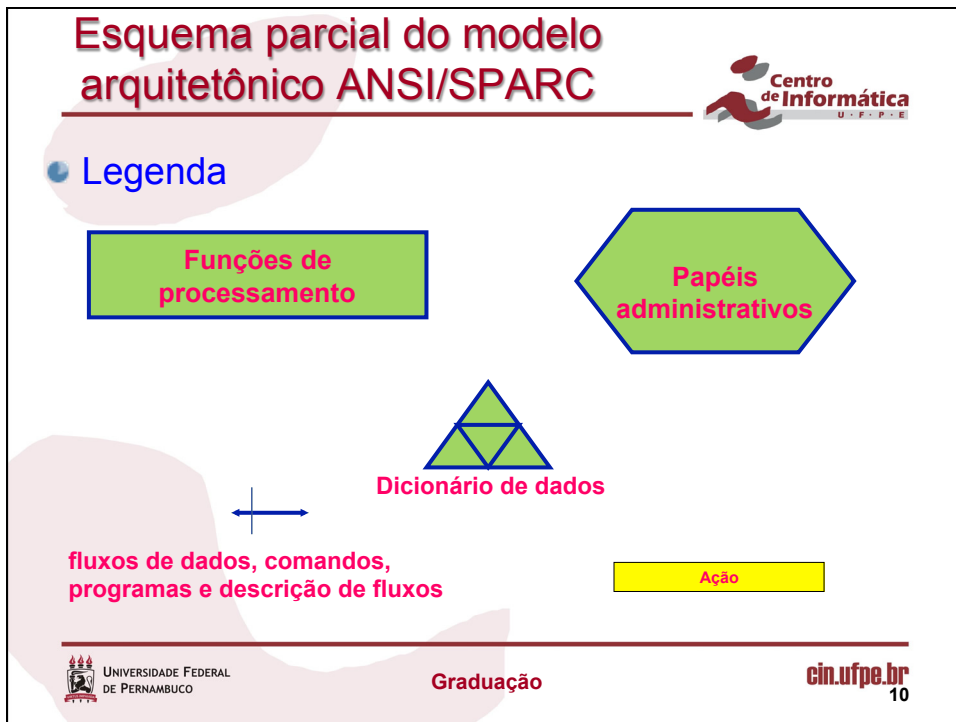 Esquema parcial do modelo
arquitetônico ANSI/SPARC
Centro
de Informática
U · F · P · E
Legenda
Funções de
processamento
Papéis
administrativos
Dicionário de dados
fluxos de dados, comandos,
programas e descrição de fluxos
Ação
UNIVERSIDADE FEDERAL
DE PERNAMBUCO
Graduação
cin.ufpe.br
10